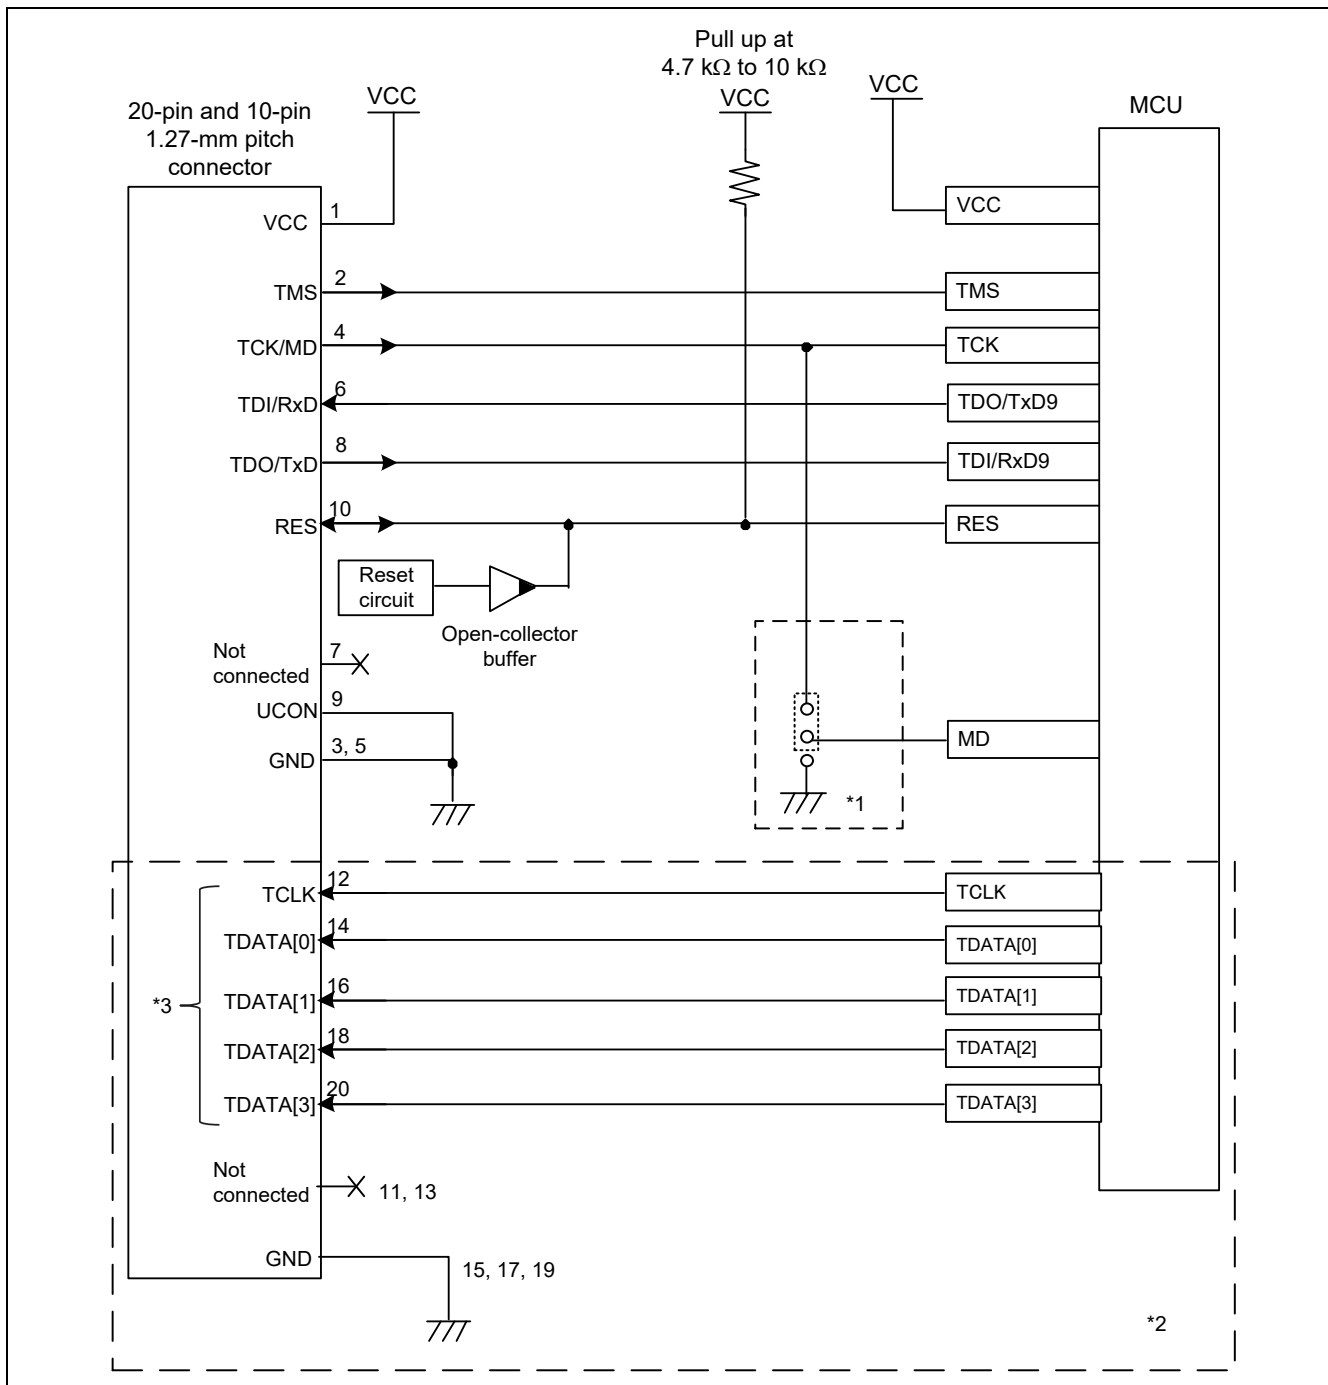 Pull up at
4.7 kΩ to 10 kΩ
VCC
VCC
VCC
MCU
20-pin and 10-pin
1.27-mm pitch
connector
VCC
1
VCC
TMS
2
TMS
TCK/MD
4
TCK
TDI/RxD
6
TDO/TxD9
TDO/TxD
8
TDI/RxD9
RES
10
RES
Reset
circuit
Open-collector
buffer
Not
connected
7
UCON
9
GND
3, 5
MD
*1
TCLK
12
TCLK
TDATA[0]
14
TDATA[0]
*3
TDATA[1]
16
TDATA[1]
TDATA[2]
18
TDATA[2]
TDATA[3]
20
TDATA[3]
Not
connected
11, 13
GND
15, 17, 19
*2